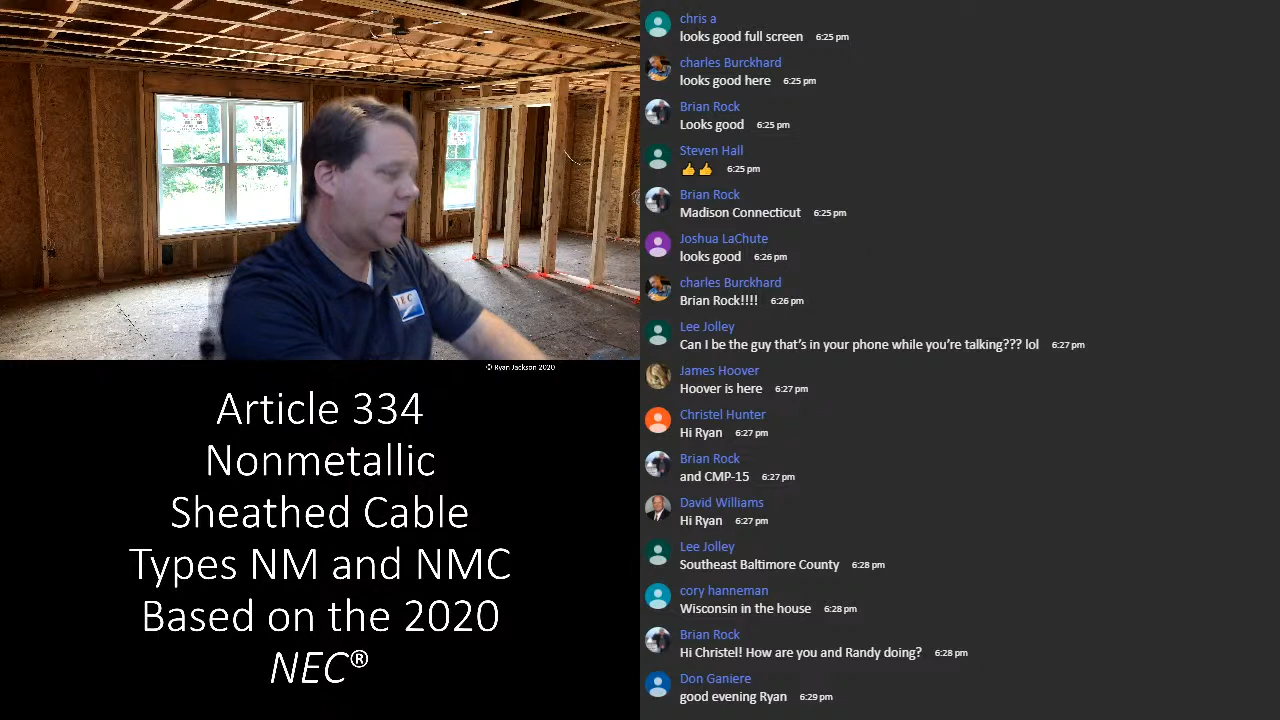 © Ryan Jackson 2020
Article 334
Nonmetallic
Sheathed Cable
Types NM and NMC
Based on the 2020
NEC®
chris a
looks good full screen 6:25 pm
charles Burckhard
looks good here 6:25 pm
Brian Rock
Looks good 6:25 pm
Steven Hall
👍👍 6:25 pm
Brian Rock
Madison Connecticut 6:25 pm
Joshua LaChute
looks good 6:26 pm
charles Burckhard
Brian Rock!!!! 6:26 pm
Lee Jolley
Can I be the guy that’s in your phone while you’re talking??? lol 6:27 pm
James Hoover
Hoover is here 6:27 pm
Christel Hunter
Hi Ryan 6:27 pm
Brian Rock
and CMP-15 6:27 pm
David Williams
Hi Ryan 6:27 pm
Lee Jolley
Southeast Baltimore County 6:28 pm
cory hanneman
Wisconsin in the house 6:28 pm
Brian Rock
Hi Christel! How are you and Randy doing? 6:28 pm
Don Ganiere
good evening Ryan 6:29 pm